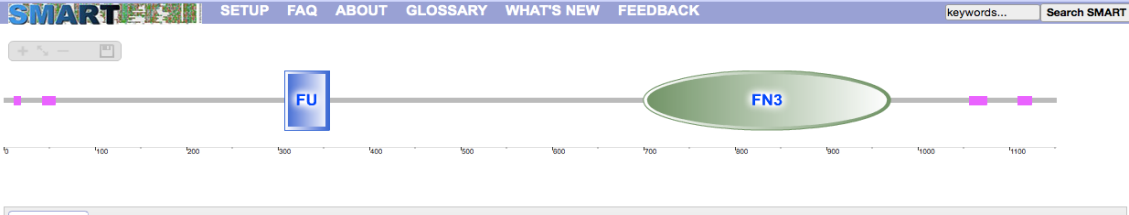 SMART SETUP FAQ ABOUT GLOSSARY WHAT'S NEW FEEDBACK keywords... Search SMART
FU FN3
0 100 200 300 400 500 600 700 800 900 1000 1100